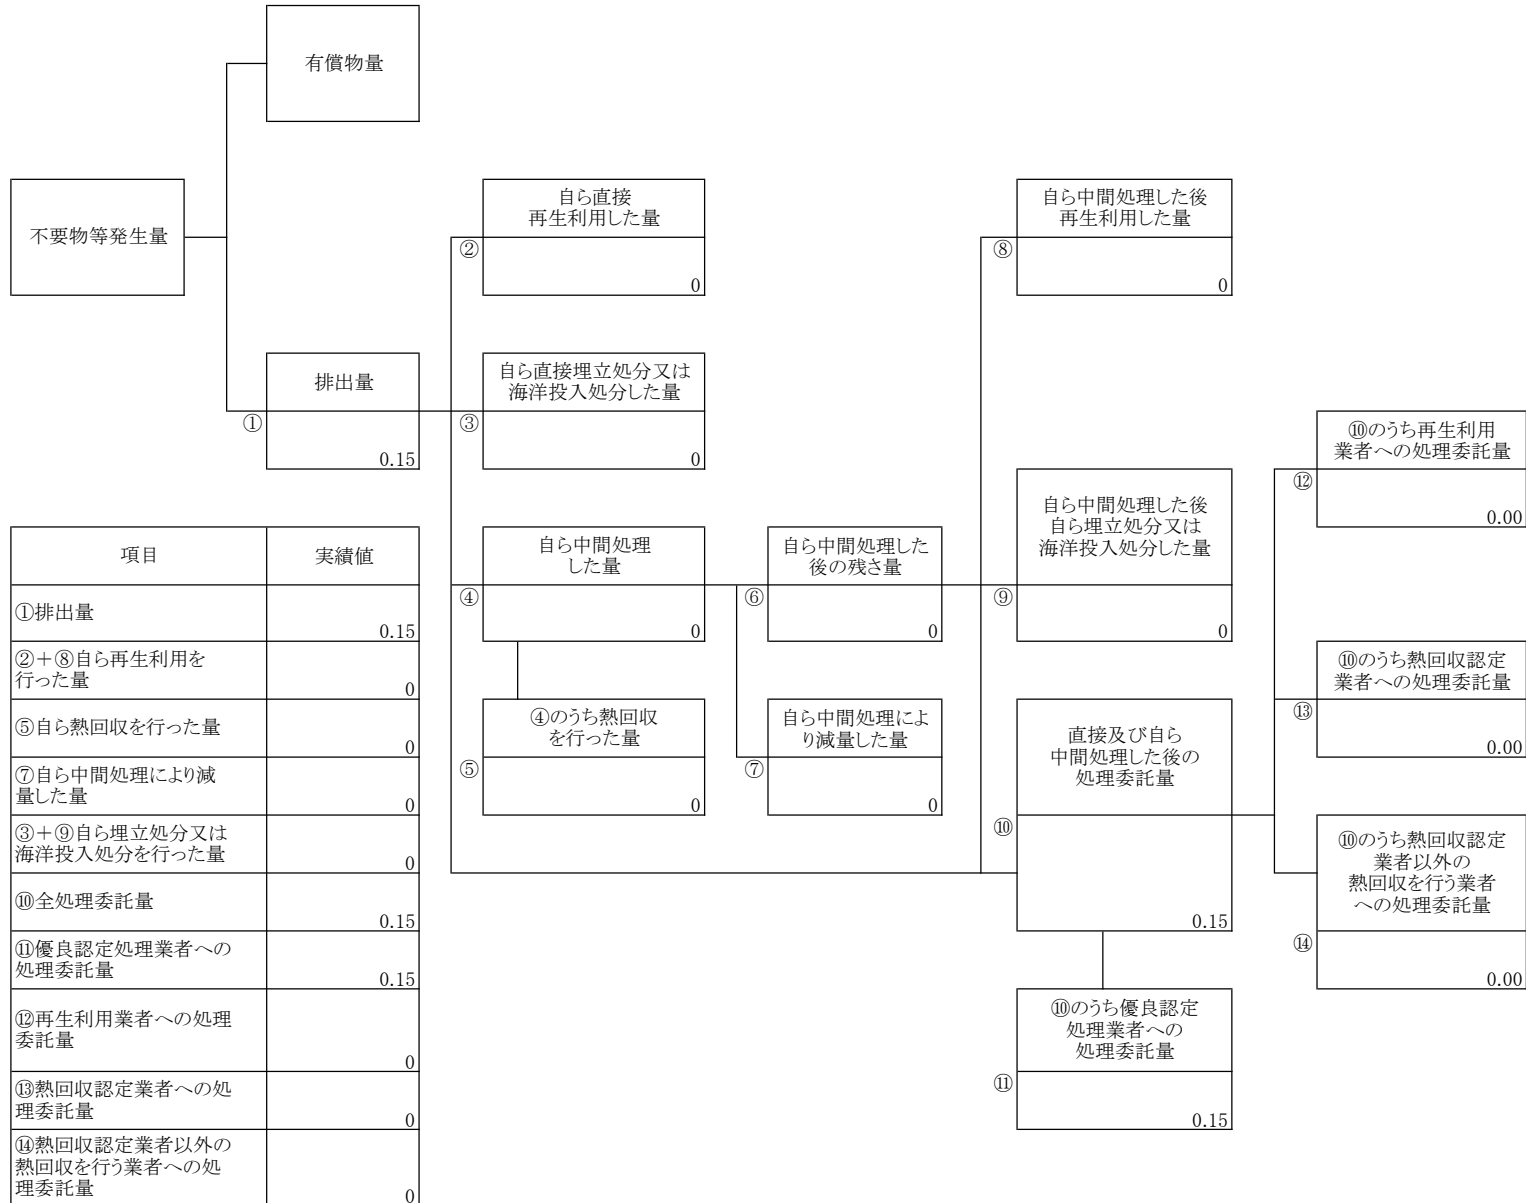 有償物量
不要物等発生量
自ら直接
再生利用した量
②
0
自ら中間処理した後
再生利用した量
⑧
0
排出量
①
0.15
自ら直接埋立処分又は
海洋投入処分した量
③
0
⑩のうち再生利用
業者への処理委託量
⑫
0.00
自ら中間処理
した量
④
0
自ら中間処理した
後の残さ量
⑥
0
自ら中間処理した後
自ら埋立処分又は
海洋投入処分した量
⑨
0
⑩のうち熱回収認定
業者への処理委託量
⑬
0.00
④のうち熱回収
を行った量
⑤
0
自ら中間処理によ
り減量した量
⑦
0
直接及び自ら
中間処理した後の
処理委託量
⑩
0.15
⑩のうち熱回収認定
業者以外の
熱回収を行う業者
への処理委託量
⑭
0.00
⑩のうち優良認定
処理業者への
処理委託量
⑪
0.15
項目 実績値
①排出量
0.15
②+⑧自ら再生利用を
行った量
0
⑤自ら熱回収を行った量
0
⑦自ら中間処理により減
量した量
0
③+⑨自ら埋立処分又は
海洋投入処分を行った量
0
⑩全処理委託量
0.15
⑪優良認定処理業者への
処理委託量
0.15
⑫再生利用業者への処理
委託量
0
⑬熱回収認定業者への処
理委託量
0
⑭熱回収認定業者以外の
熱回収を行う業者への処
理委託量
0